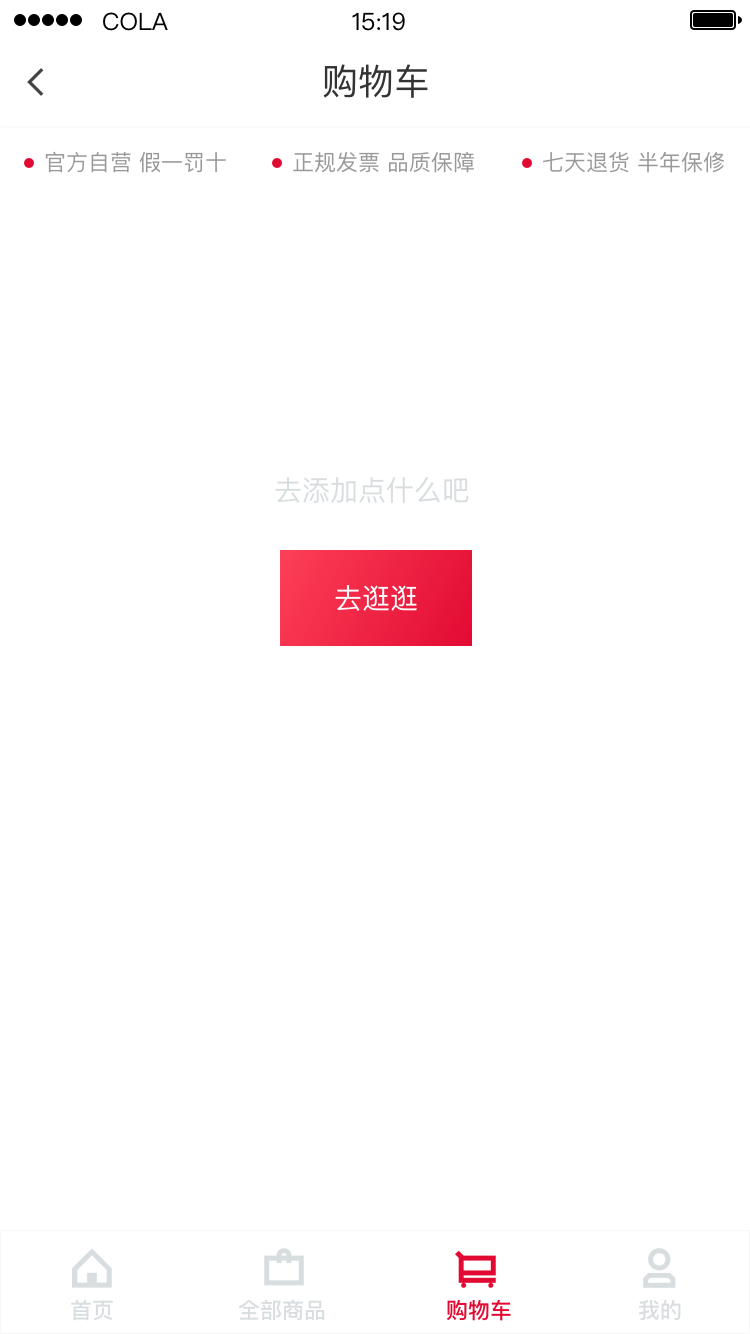 COLA 15:19
购物车
官方自营 假一罚十 正规发票 品质保障 七天退货 半年保修
去添加点什么吧
去逛逛
首页 全部商品 购物车 我的